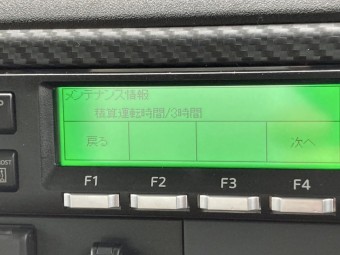 メンテナンス情報
積算運転時間/3時間
戻る 次へ
F1 F2 F3 F4